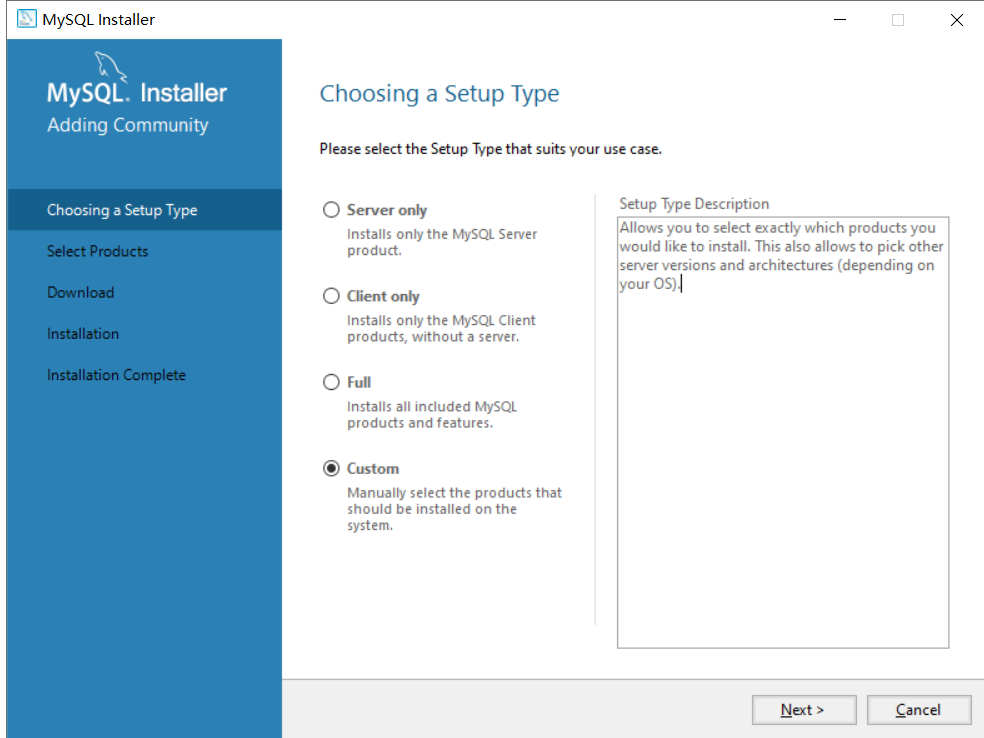 MySQL Installer
MySQL. Installer
Adding Community
Choosing a Setup Type
Select Products
Download
Installation
Installation Complete
Choosing a Setup Type
Please select the Setup Type that suits your use case.
Server only
Installs only the MySQL Server
product.
Client only
Installs only the MySQL Client
products, without a server.
Full
Installs all included MySQL
products and features.
Custom
Manually select the products that
should be installed on the
system.
Setup Type Description
Allows you to select exactly which products you
would like to install. This also allows to pick other
server versions and architectures (depending on
your OS).
Next >
Cancel